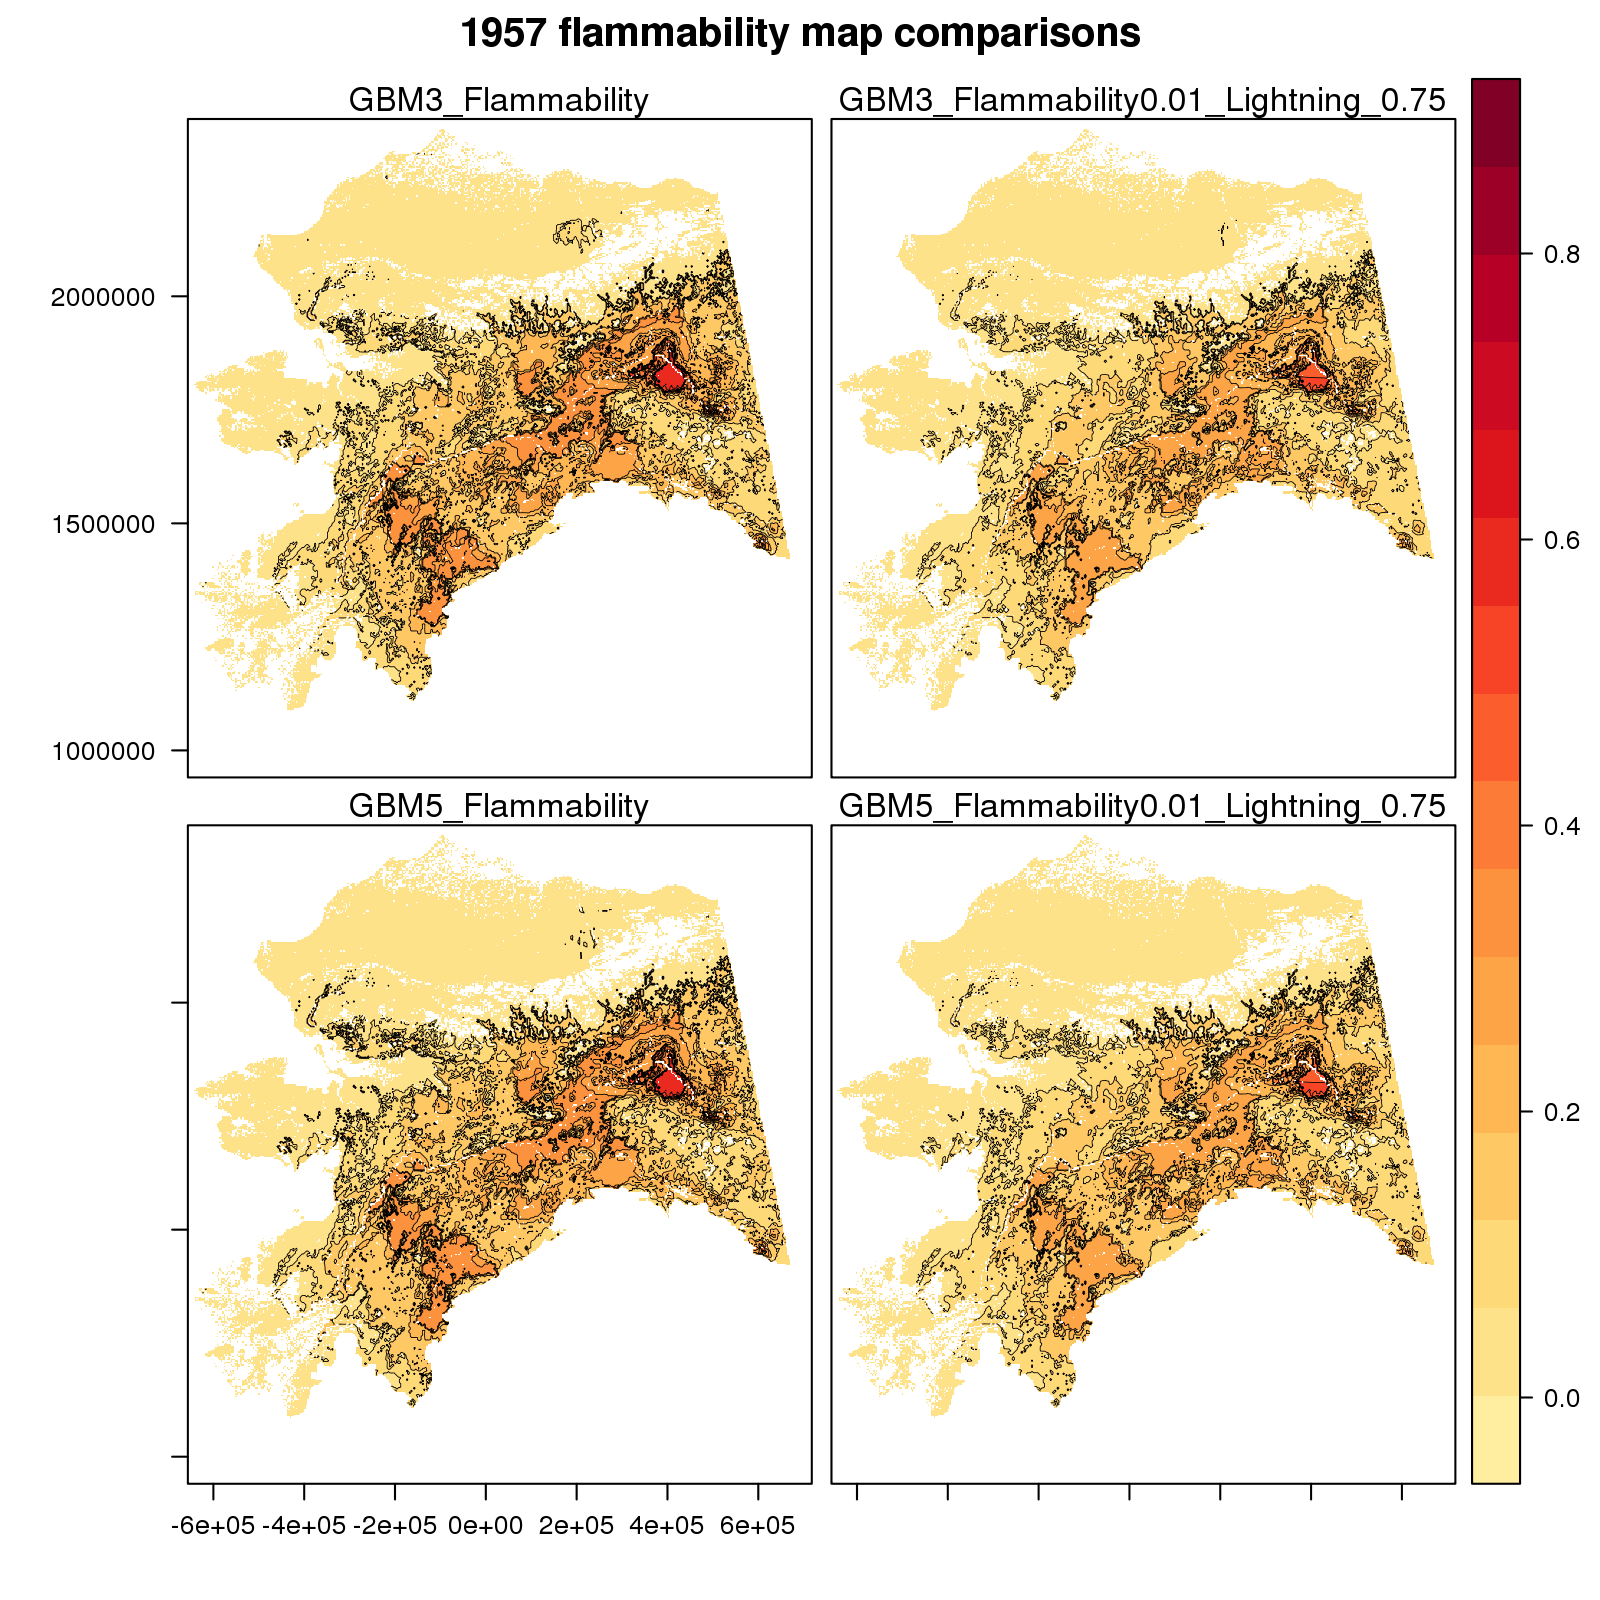 1957 flammability map comparisons
GBM3_Flammability
GBM3_Flammability0.01_Lightning_0.75
2000000
1500000
1000000
GBM5_Flammability
GBM5_Flammability0.01_Lightning_0.75
-6e+05 -4e+05 -2e+05 0e+00 2e+05 4e+05 6e+05
0.8
0.6
0.4
0.2
0.0